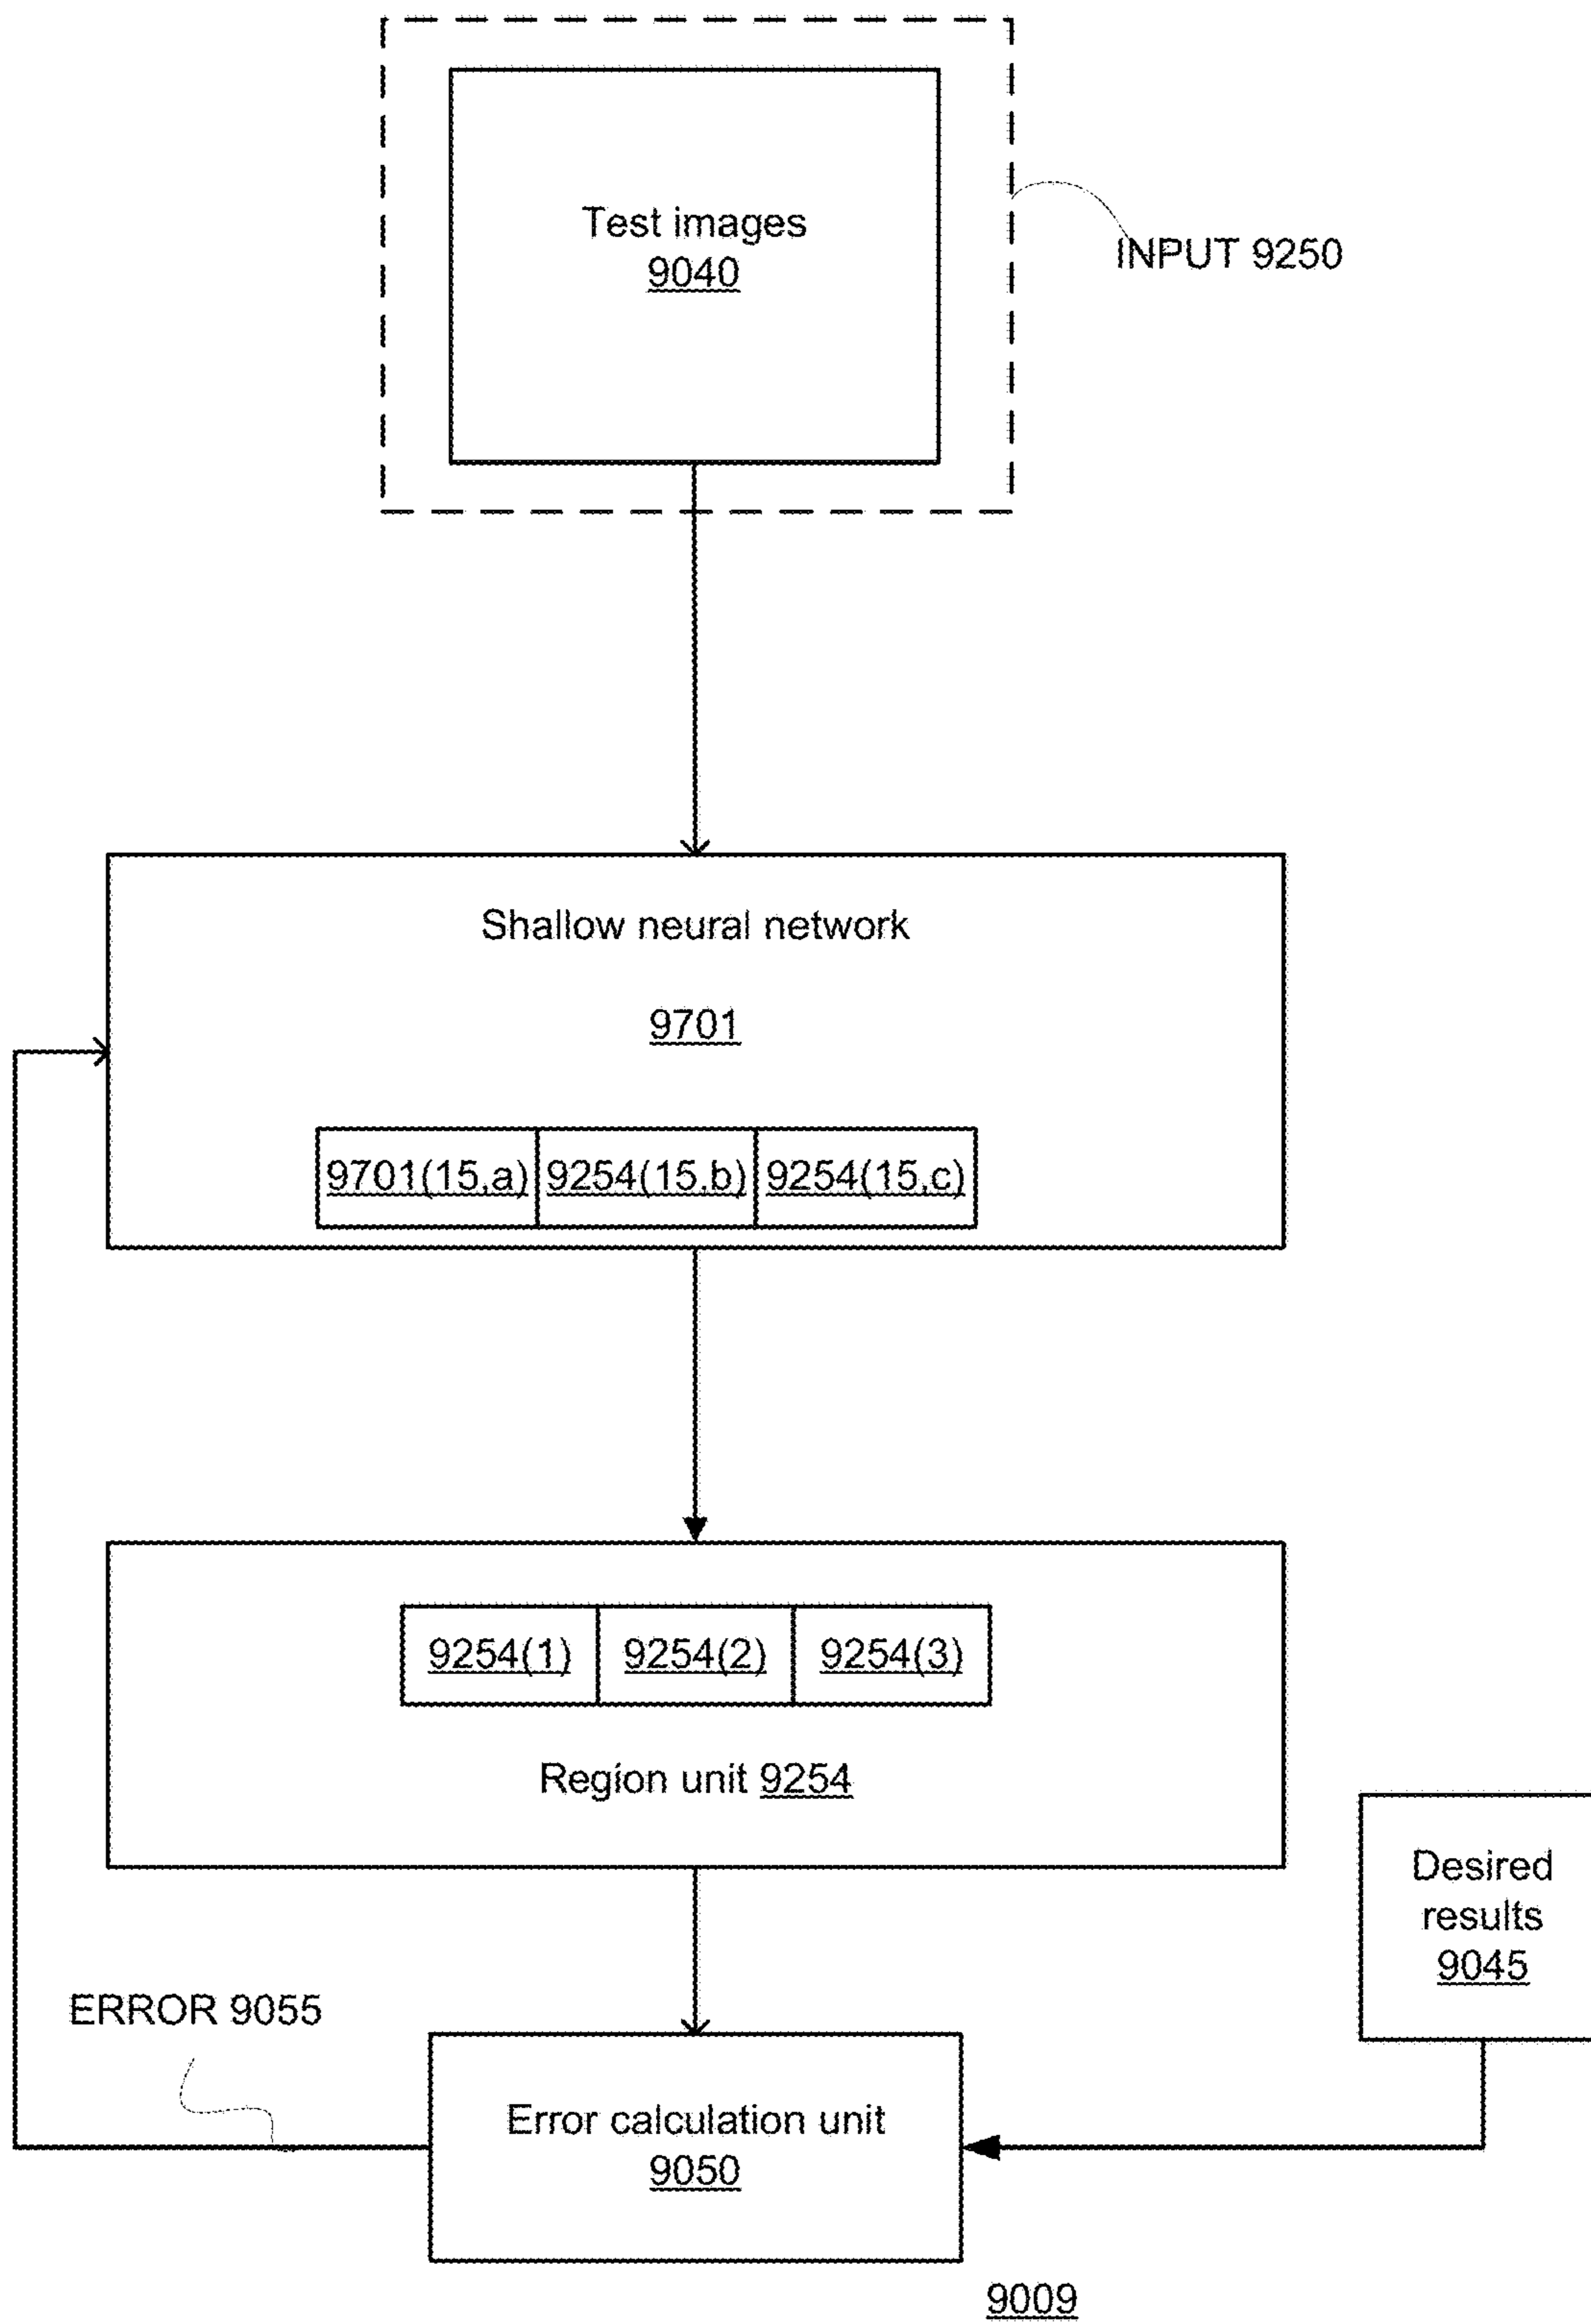 Test images
9040
INPUT 9250
Shallow neural network
9701
9701(15,a) 9254(15,b) 9254(15,c)
9254(1) 9254(2) 9254(3)
Region unit 9254
Desired
results
9045
ERROR 9055
Error calculation unit
9050
9009